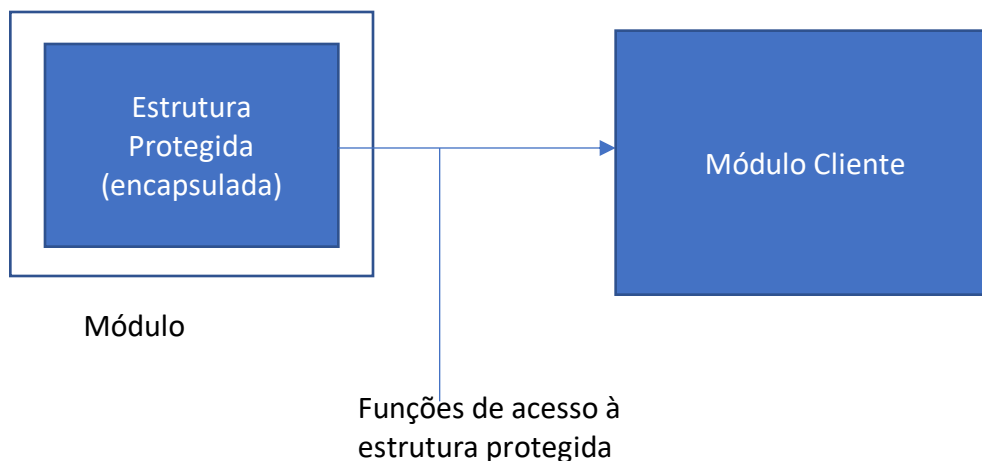 Estrutura
Protegida
(encapsulada)
Módulo Cliente
Módulo
Funções de acesso à
estrutura protegida